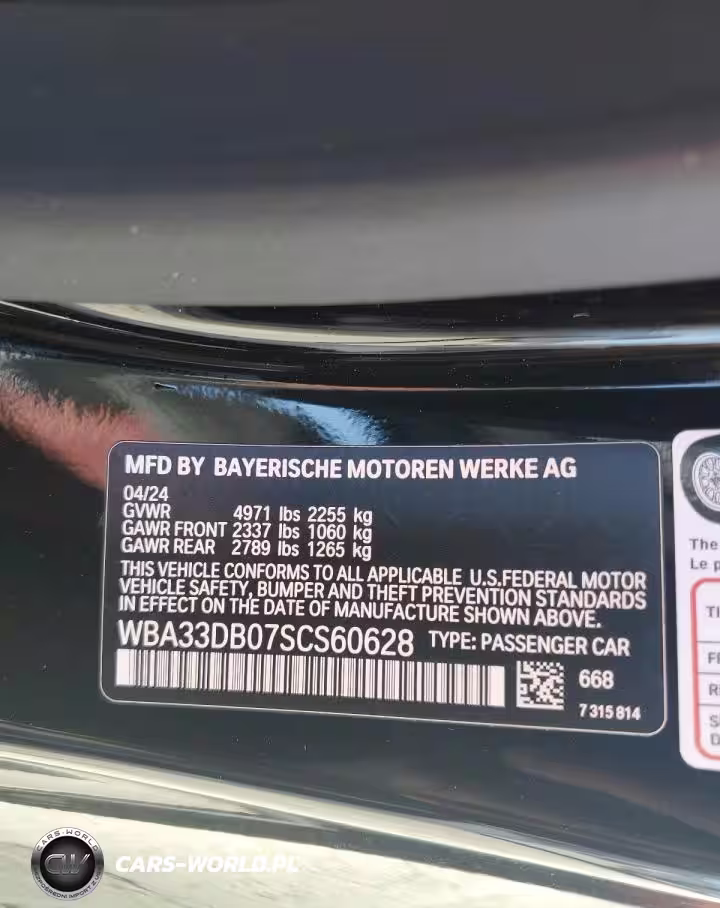 MFD BY BAYERISCHE MOTOREN WERKE AG
04/24
GVWR 4971 lbs 2255 kg
GAWR FRONT 2337 lbs 1060 kg
GAWR REAR 2789 lbs 1265 kg
THIS VEHICLE CONFORMS TO ALL APPLICABLE U.S.FEDERAL MOTOR
VEHICLE SAFETY, BUMPER AND THEFT PREVENTION STANDARDS
IN EFFECT ON THE DATE OF MANUFACTURE SHOWN ABOVE.
WBA33DB07SCS60628 TYPE: PASSENGER CAR
668
7 315 814
The
Le p
CARS-WORLD
CW
CARS-WORLD.PL